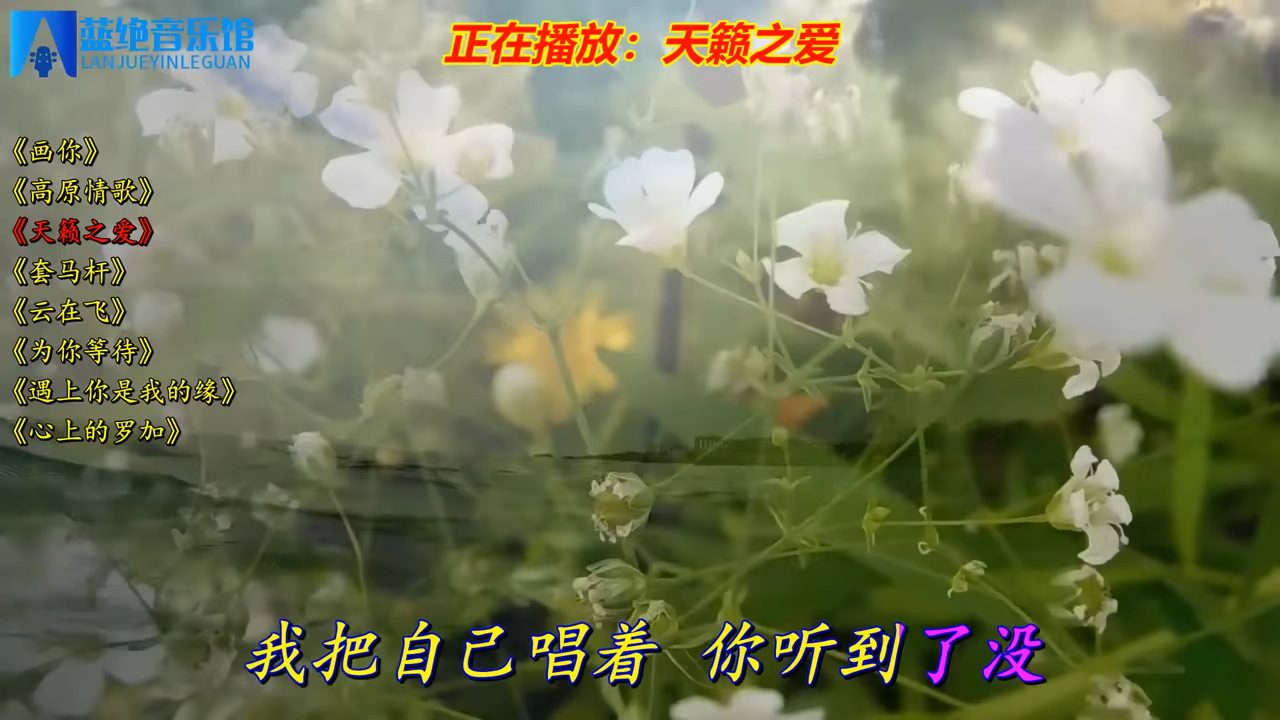 蓝绝音乐馆
LANJUEYINLEGUAN
正在播放：天籁之爱
《画你》
《高原情歌》
《天籁之爱》
《套马杆》
《云在飞》
《为你等待》
《遇上你是我的缘》
《心上的罗加》
我把自己唱着 你听到了没